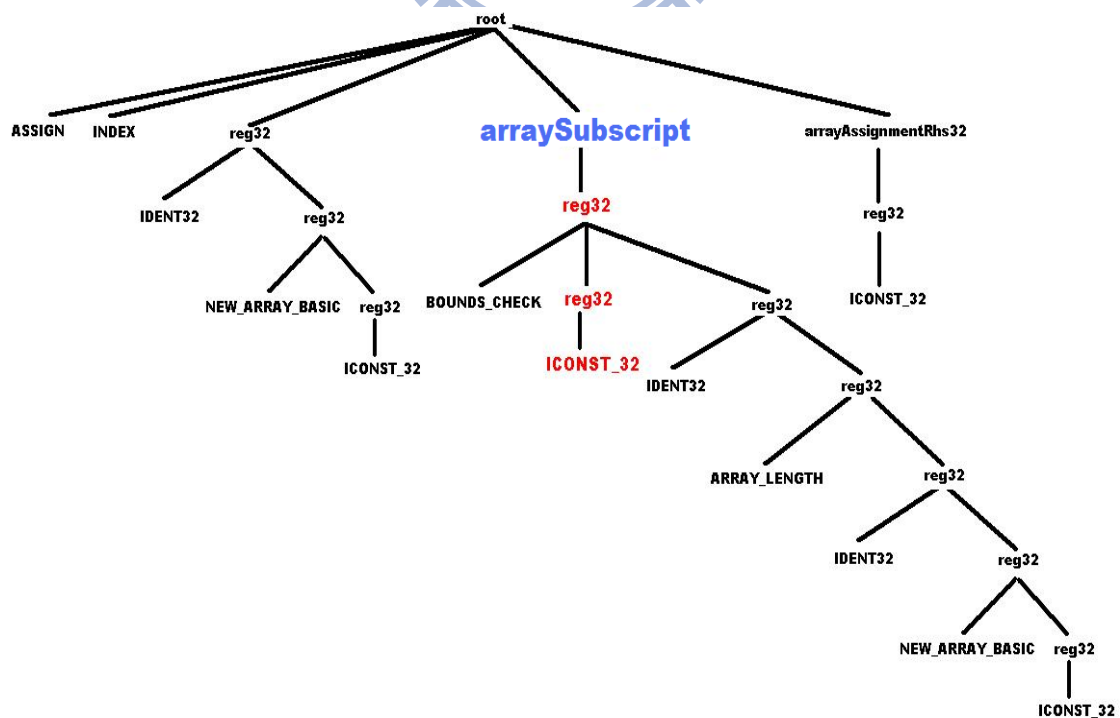 root
ASSIGN INDEX reg32 arraySubscript arrayAssignmentRhs32
IDENT32 reg32 reg32 reg32
NEW_ARRAY_BASIC reg32 BOUNDS_CHECK reg32 reg32 ICONST_32
ICONST_32 ICONST_32 IDENT32 reg32
ARRAY_LENGTH reg32
IDENT32 reg32
NEW_ARRAY_BASIC reg32
ICONST_32